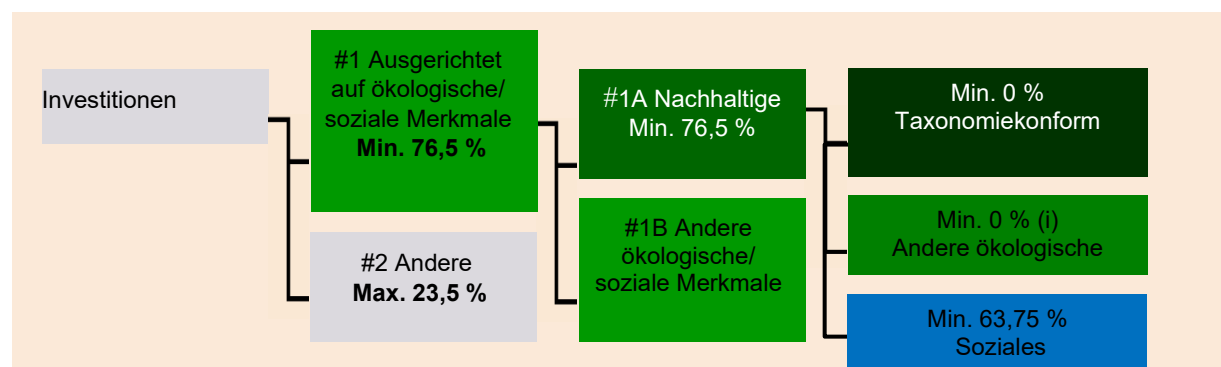 Investitionen
#1 Ausgerichtet
auf ökologische/
soziale Merkmale
Min. 76,5 %
#2 Andere
Max. 23,5 %
#1A Nachhaltige
Min. 76,5 %
#1B Andere
ökologische/
soziale Merkmale
Min. 0 %
Taxonomiekonform
Min. 0 % (i)
Andere ökologische
Min. 63,75 %
Soziales